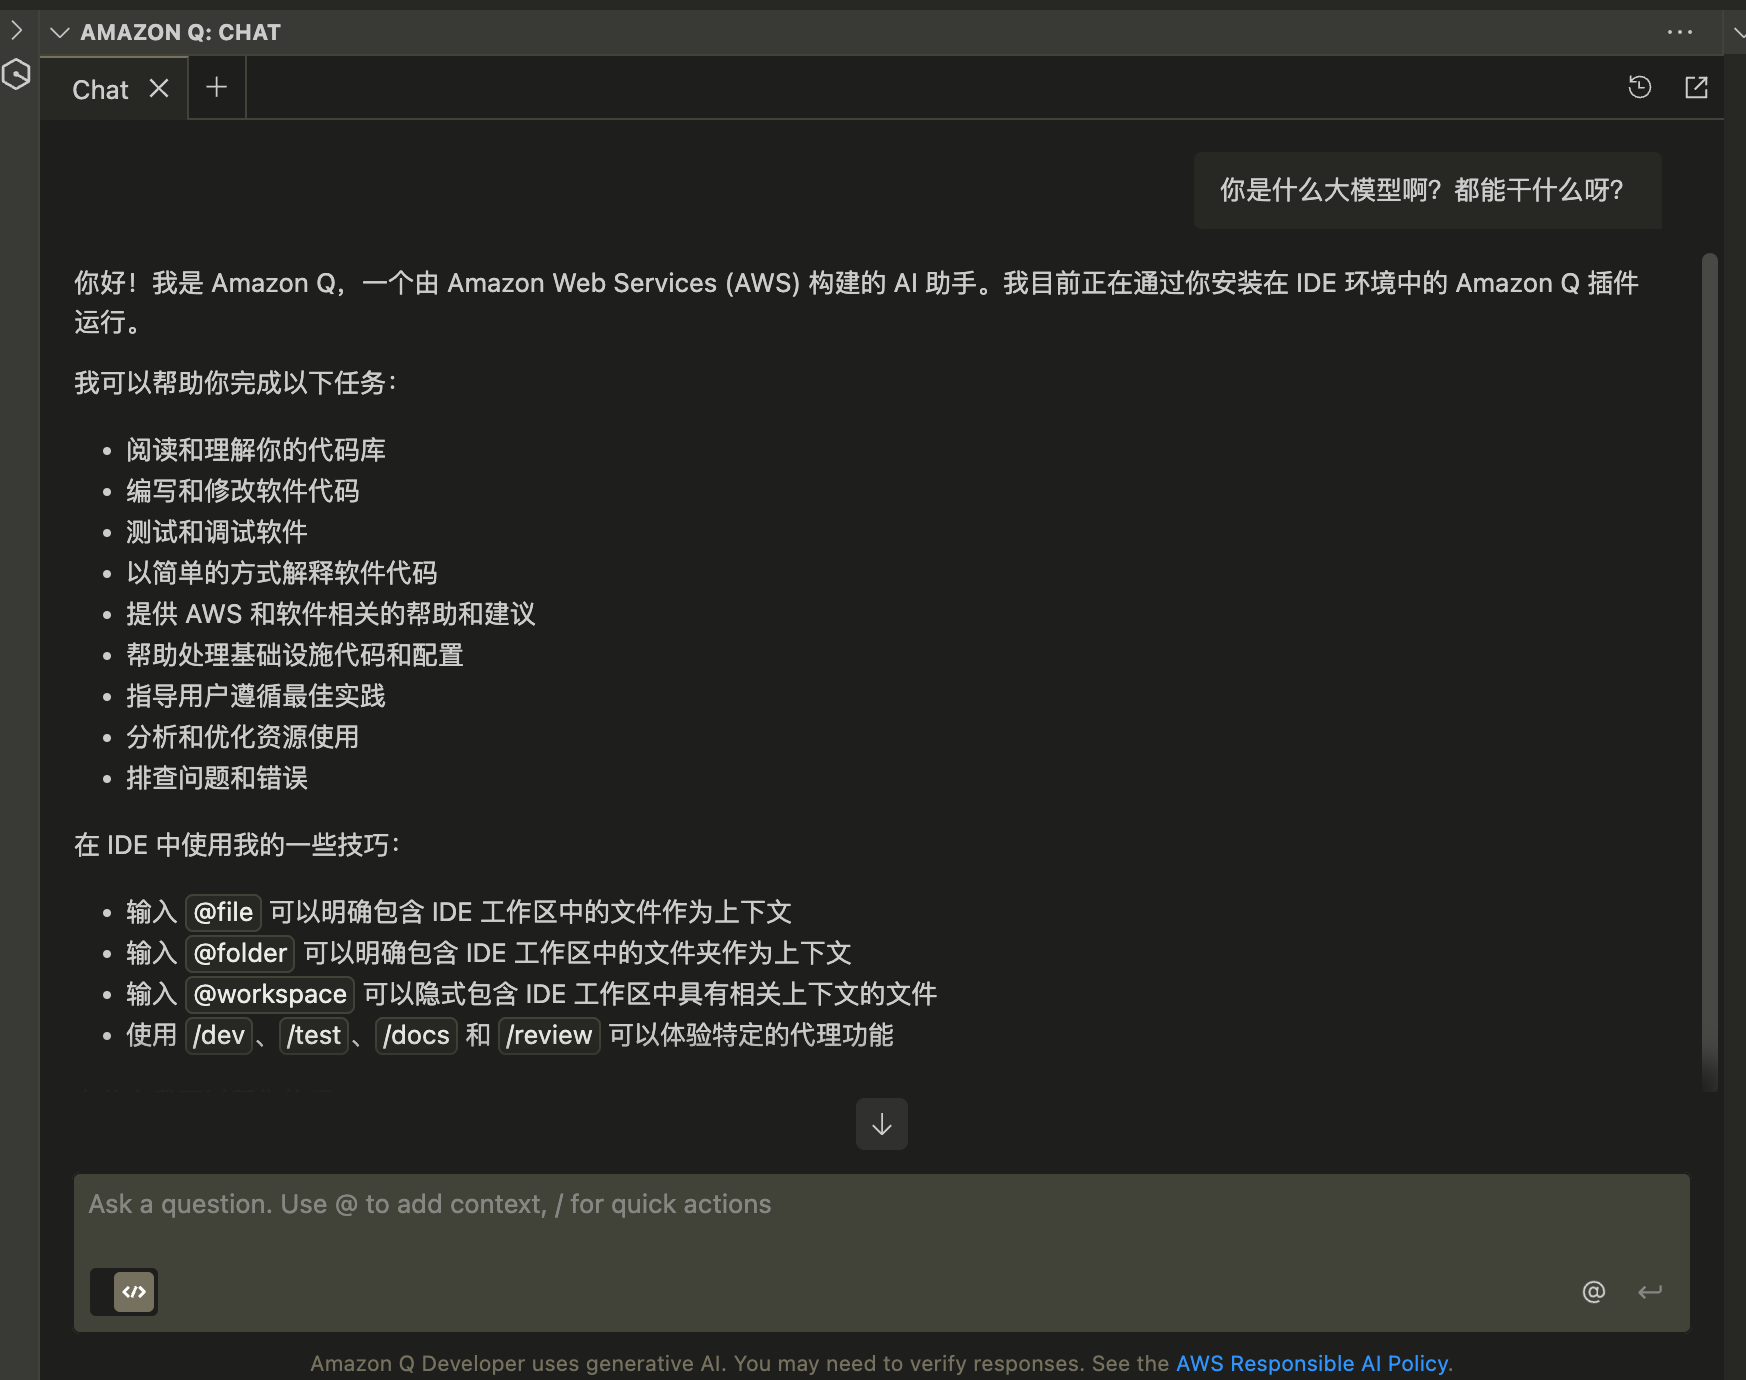 AMAZON Q: CHAT
Chat
你是什么大模型啊？都能干什么呀？
你好！我是 Amazon Q，一个由 Amazon Web Services (AWS) 构建的 AI 助手。我目前正在通过你安装在 IDE 环境中的 Amazon Q 插件
运行。
我可以帮助你完成以下任务：
• 阅读和理解你的代码库
• 编写和修改软件代码
• 测试和调试软件
• 以简单的方式解释软件代码
• 提供 AWS 和软件相关的帮助和建议
• 帮助处理基础设施代码和配置
• 指导用户遵循最佳实践
• 分析和优化资源使用
• 排查问题和错误
在 IDE 中使用我的一些技巧：
• 输入 @file 可以明确包含 IDE 工作区中的文件作为上下文
• 输入 @folder 可以明确包含 IDE 工作区中的文件夹作为上下文
• 输入 @workspace 可以隐式包含 IDE 工作区中具有相关上下文的文件
• 使用 /dev、/test、/docs 和 /review 可以体验特定的代理功能
Ask a question. Use @ to add context, / for quick actions
</> @
Amazon Q Developer uses generative AI. You may need to verify responses. See the AWS Responsible AI Policy.